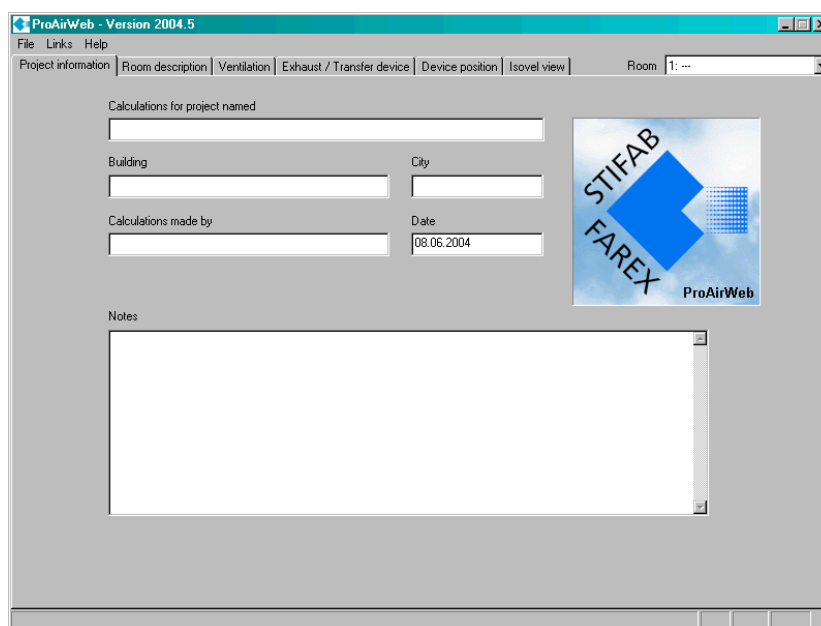 ProAirWeb - Version 2004.5
File Links Help
Project information Room description Ventilation Exhaust / Transfer device Device position Isovel view Room 1: ---
Calculations for project named
Building City
Calculations made by Date
08.06.2004
STIFAB
FAREX
ProAirWeb
Notes